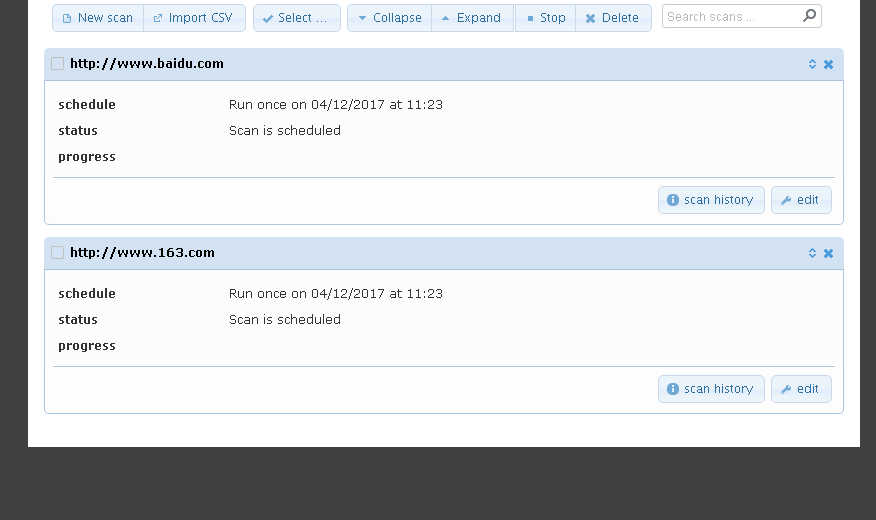 New scan Import CSV Select ... Collapse Expand Stop Delete Search scans ...
http://www.baidu.com
schedule Run once on 04/12/2017 at 11:23
status Scan is scheduled
progress
scan history edit
http://www.163.com
schedule Run once on 04/12/2017 at 11:23
status Scan is scheduled
progress
scan history edit